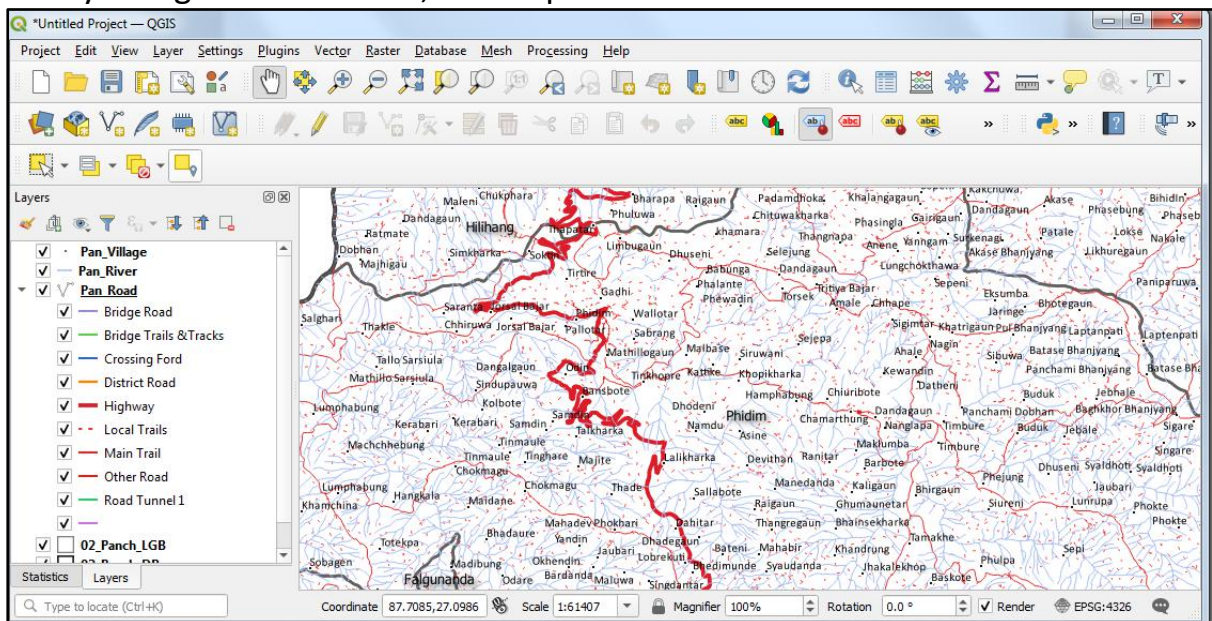 *Untitled Project — QGIS
Project Edit View Layer Settings Plugins Vector Raster Database Mesh Processing Help
Layers
Pan_Village
Pan_River
Pan_Road
Bridge Road
Bridge Trails &Tracks
Crossing Ford
District Road
Highway
Local Trails
Main Trail
Other Road
Road Tunnel 1
02_Panch_LGB
Statistics Layers
Type to locate (Ctrl+K)
Maleni Chukphara Bharapa Raigaun Padamdhoka Khalangagaun Kakchuwa Akase Bihidin
Dandagaun Hilihang Phuluwa Chituwakharka Phasingla Gairigaun Dandagaun Phasebung Phaseb
Ratmate Thapatar Khamara Thangnapa Anene Yanngam Surkenagi Patale Lokse Nakale
Dobhan Simkharka Sokun Limbugaun Dhuseni Selejung Akase Bhanjyang Likhuregaun
Majhigau Tirtire Babunga Dandagaun Lungchokthawa
Gadhi Phalante Tritiya Bajar Sepeni Eksumba Paniparuwa
Saranza Jorsal Bajar Phewadin Torsek Amale Chhape Bhotegaun
Salghari Phidim Wallotar Jaringe
Thakle Chhiruwa Jorsal Bajar Pallotar Sabrang Sejepa Sigimtar Khatrigaun Pul Bhanjyang Laptanpati Laptenpati
Tallo Sarsiula Mathillogaun Malbase Siruwani Ahale Nagin Sibuwa Batase Bhanjyang
Mathillo Sarsiula Dangalgaun Odin Tinkhopre Katike Khopikharka Kewandin Panchami Bhanjyang Batase Bha
Sindupauwa Bansbote Hamphabung Chiuribote Datheni Buduk Jebhale
Lumphabung Kolbote Dhodeni Phidim Chamarthung Dandagaun Panchami Dobhan Baghkhor Bhanjyang
Kerabari Kerabari Samdin Samdin Talkharka Namdu Asine Nanglapa Timbure Buduk Jebale Sigare
Machchhebung Tinmaule Maklumba Timbure Singare
Tinmaule Tinghare Majite Lalikharka Devithan Ranitar Barbote Dhuseni Syaldhoti Syaldhoti
Chokmagu Phejung
Lumphabung Hangkala Chokmagu Thade Sallabote Manedanda Kaligaun Bhirgaun Jaubari
Khamchina Maidane Raigaun Ghumaunetar Siureni Lunrupa Phokte
Mahadev Phokhari Dahitar Thangregaun Bhainsekharka Phokte
Totekpa Bhadaure Yandin Dhadegaun Tamakhe
Sobagen Madibung Okhendin Jaubari Lobrekuti Bateni Mahabir Khandrung Phulpa Sepi
Falgunanda Odare Bardanda Maluwa Singdantar Bhedimunde Syaudanda Jhakalekhop Baskote
Coordinate 87.7085,27.0986 Scale 1:61407 Magnifier 100% Rotation 0.0 ° Render EPSG:4326